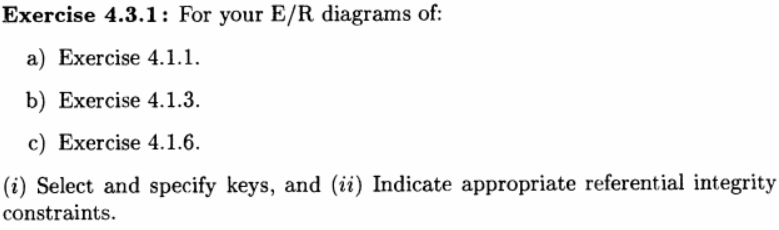 Exercise 4.3.1: For your E/R diagrams of:
a) Exercise 4.1.1.
b) Exercise 4.1.3.
c) Exercise 4.1.6.
(i) Select and specify keys, and (ii) Indicate appropriate referential integrity
constraints.